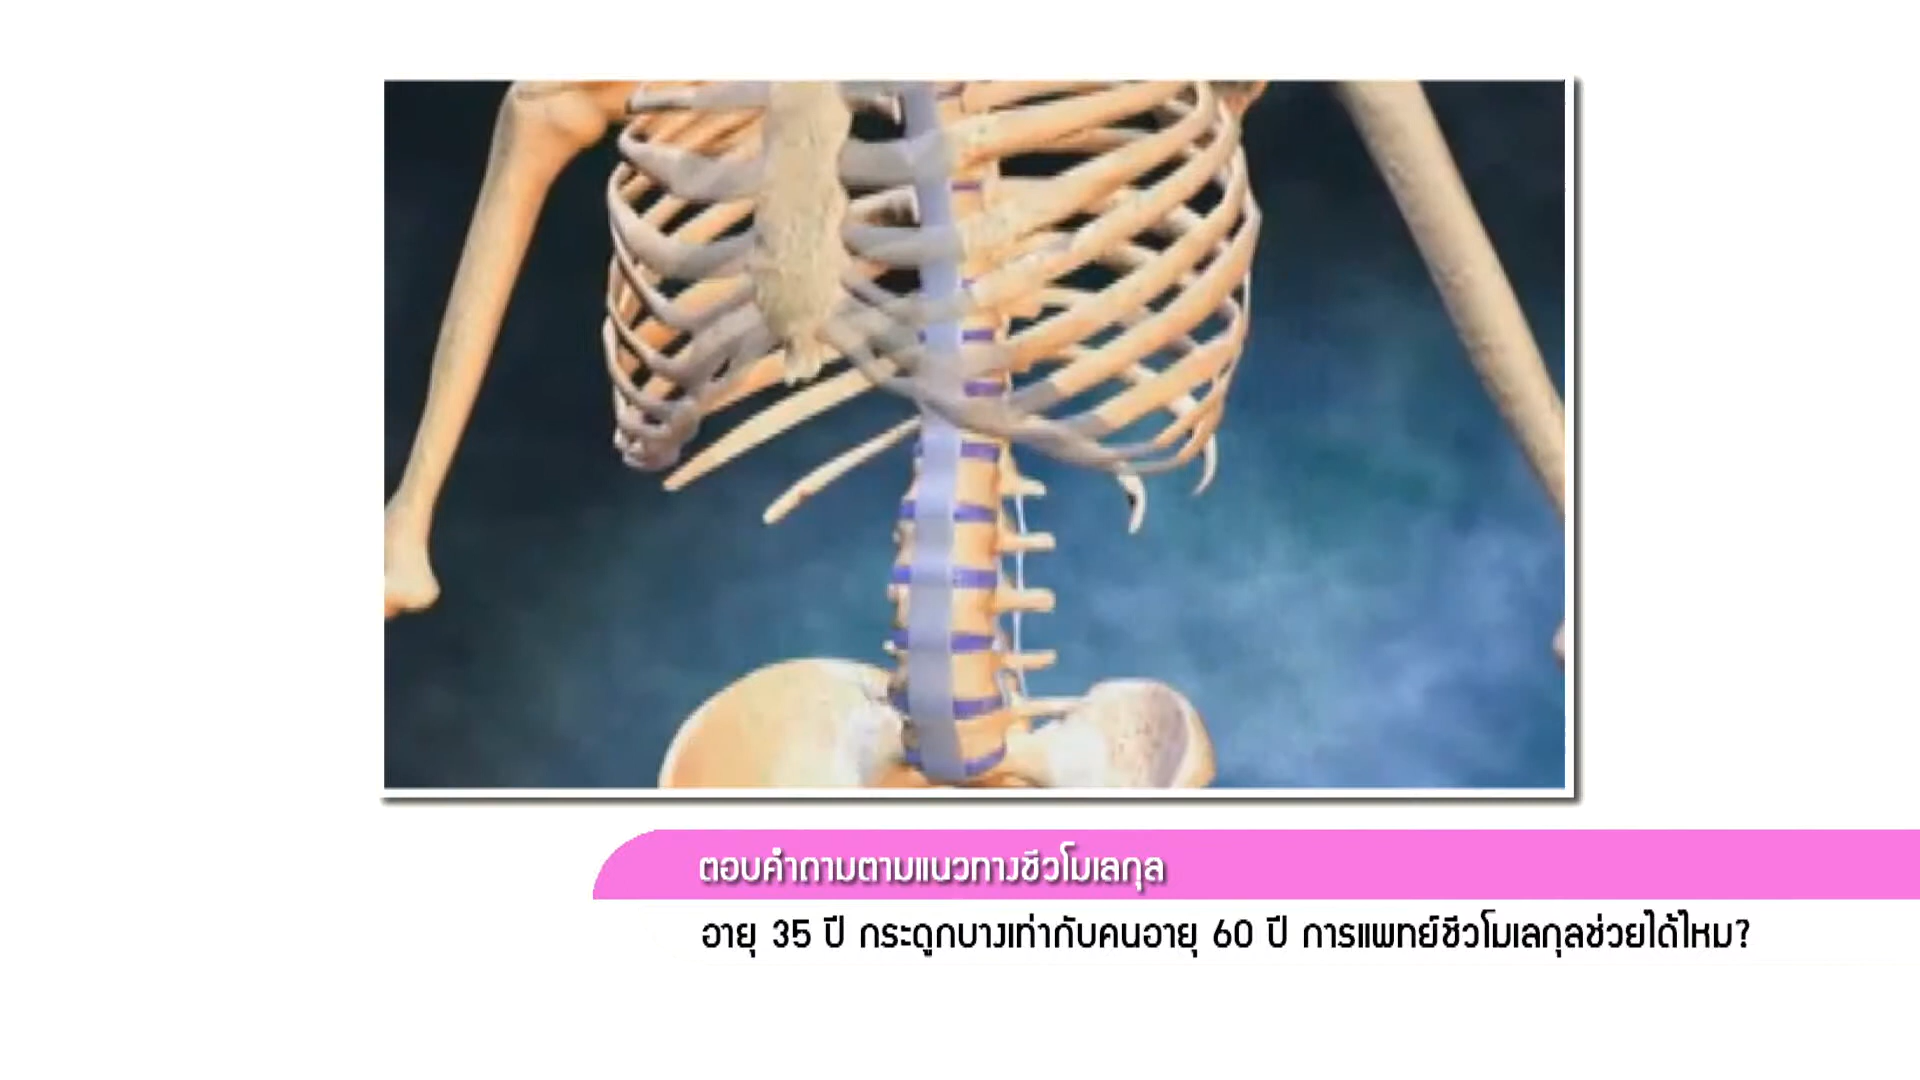 ตอบคำถามตามแนวทางชีวโมเลกุล
อายุ 35 ปี กระดูกบางเท่ากับคนอายุ 60 ปี การแพทย์ชีวโมเลกุลช่วยได้ไหม?